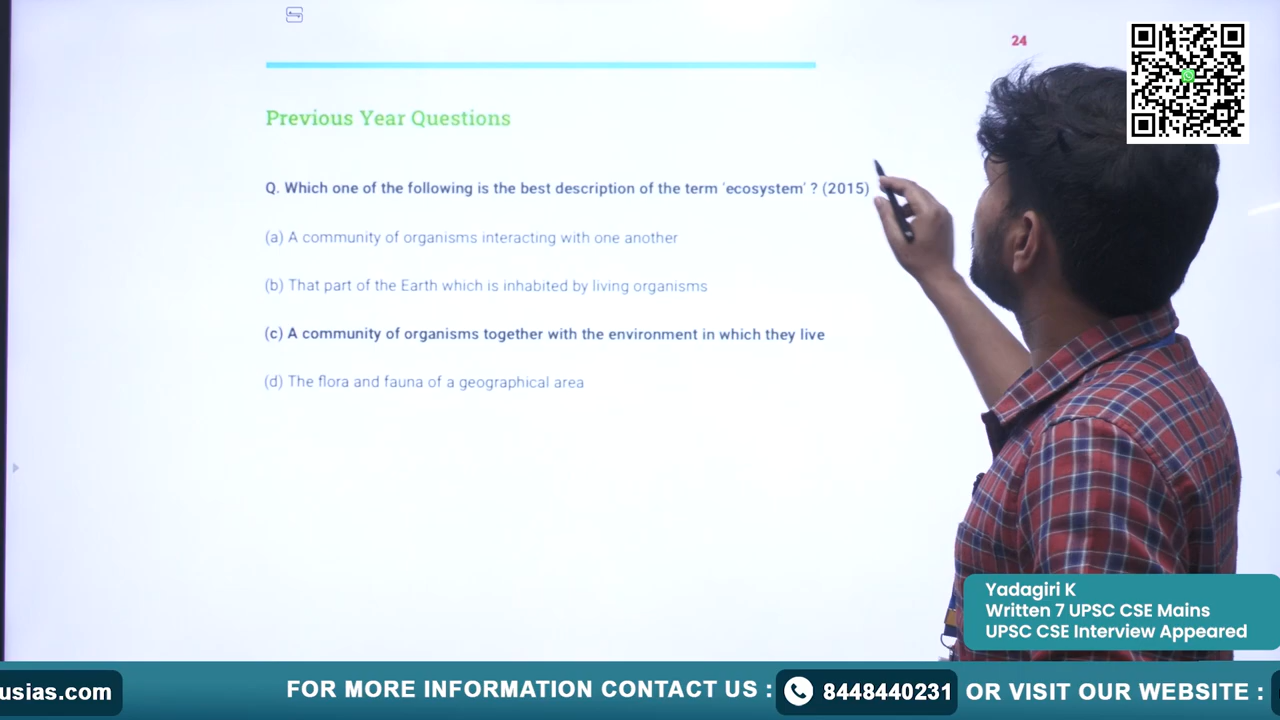 24
Previous Year Questions
Q. Which one of the following is the best description of the term 'ecosystem' ? (2015)
(a) A community of organisms interacting with one another
(b) That part of the Earth which is inhabited by living organisms
(c) A community of organisms together with the environment in which they live
(d) The flora and fauna of a geographical area
Yadagiri K
Written 7 UPSC CSE Mains
UPSC CSE Interview Appeared
usias.com FOR MORE INFORMATION CONTACT US : 8448440231 OR VISIT OUR WEBSITE :